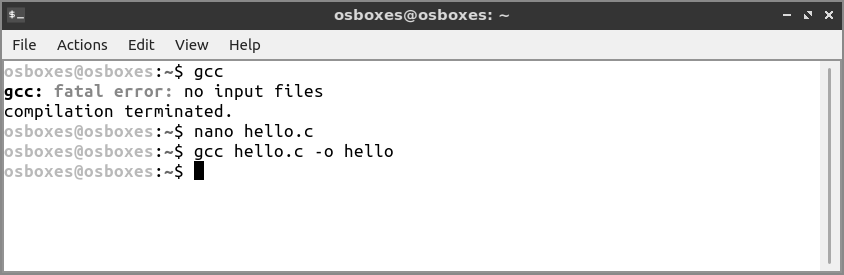 osboxes@osboxes: ~
File Actions Edit View Help
osboxes@osboxes:~$ gcc
gcc: fatal error: no input files
compilation terminated.
osboxes@osboxes:~$ nano hello.c
osboxes@osboxes:~$ gcc hello.c -o hello
osboxes@osboxes:~$